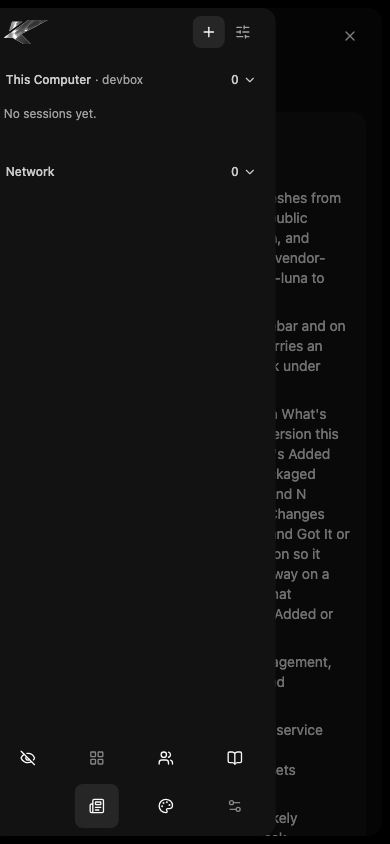 This Computer · devbox 0
No sessions yet.
Network 0
eshes from
ublic
, and
vendor-
-luna to
bar and on
rries an
k under
What's
ersion this
's Added
kaged
nd N
Changes
nd Got It or
on so it
way on a
hat
Added or
agement,
ed
service
ets
kely